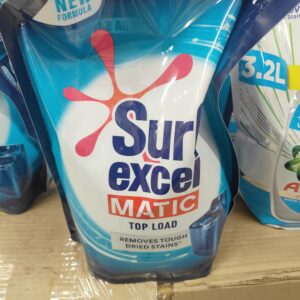 NEW
FORMULA
Surf
excel
MATIC
TOP LOAD
REMOVES TOUGH
DRIED STAINS*
3.2L